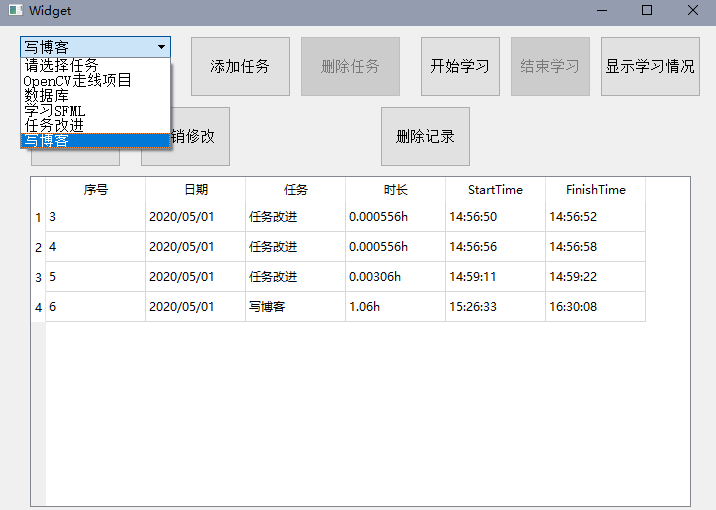 Widget
写博客
请选择任务
OpenCV走线项目
数据库
学习SFML
任务改进
写博客
添加任务
删除任务
开始学习
结束学习
显示学习情况
销修改
删除记录
序号 日期 任务 时长 StartTime FinishTime
1 3 2020/05/01 任务改进 0.000556h 14:56:50 14:56:52
2 4 2020/05/01 任务改进 0.000556h 14:56:56 14:56:58
3 5 2020/05/01 任务改进 0.00306h 14:59:11 14:59:22
4 6 2020/05/01 写博客 1.06h 15:26:33 16:30:08